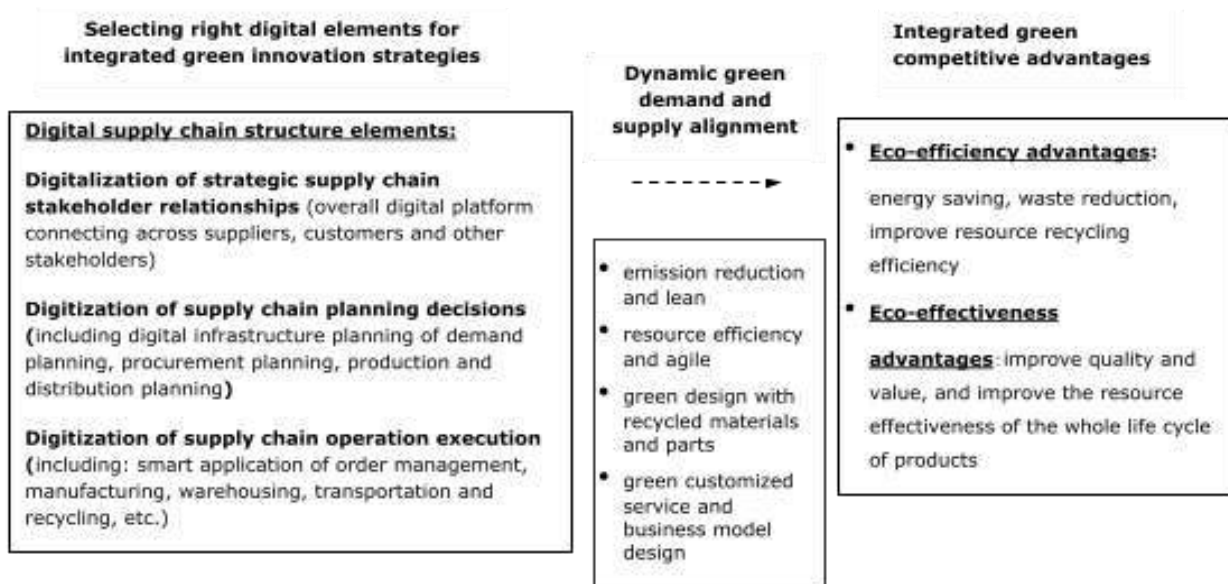 Selecting right digital elements for
integrated green innovation strategies
Digital supply chain structure elements:
Digitalization of strategic supply chain
stakeholder relationships (overall digital platform
connecting across suppliers, customers and other
stakeholders)
Digitization of supply chain planning decisions
(including digital infrastructure planning of demand
planning, procurement planning, production and
distribution planning)
Digitization of supply chain operation execution
(including: smart application of order management,
manufacturing, warehousing, transportation and
recycling, etc.)
Dynamic green
demand and
supply alignment
• emission reduction
and lean
• resource efficiency
and agile
• green design with
recycled materials
and parts
• green customized
service and
business model
design
Integrated green
competitive advantages
• Eco-efficiency advantages:
energy saving, waste reduction,
improve resource recycling
efficiency
• Eco-effectiveness
advantages: improve quality and
value, and improve the resource
effectiveness of the whole life cycle
of products